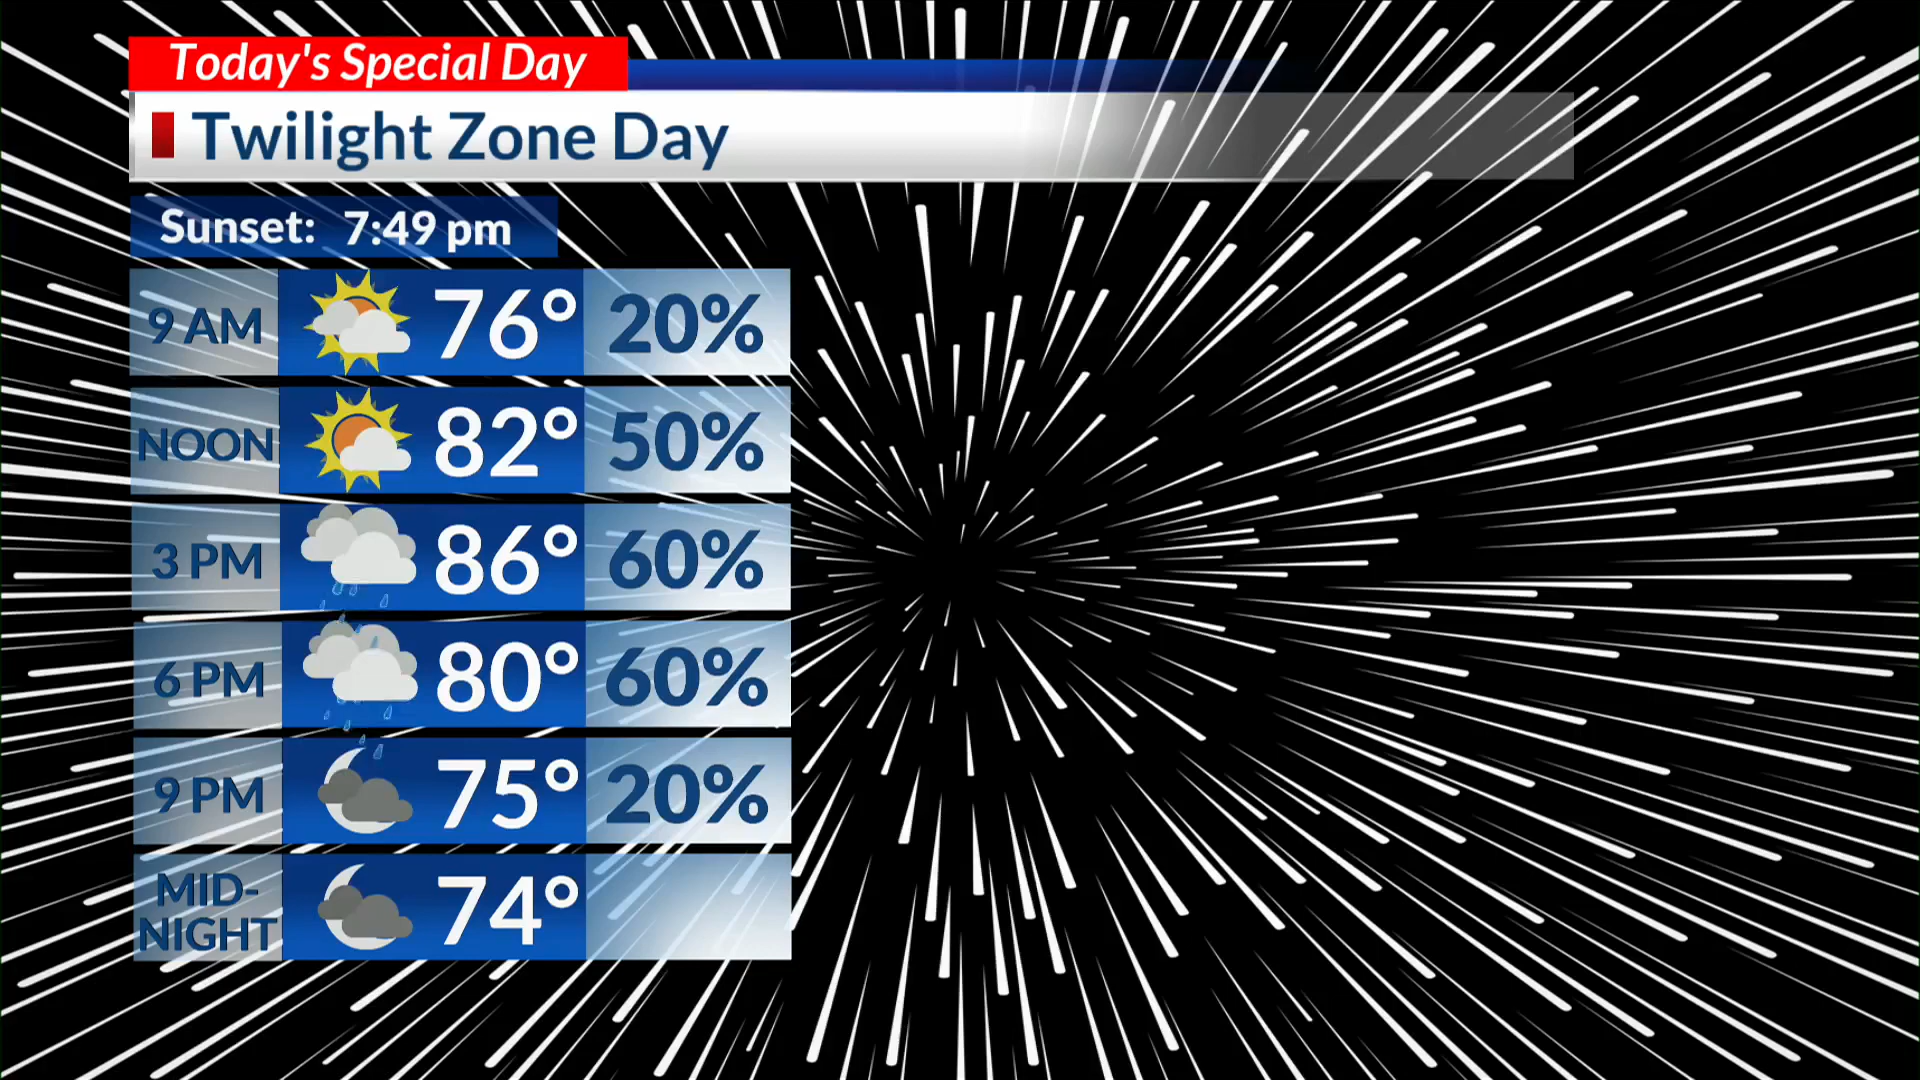 Today's Special Day
Twilight Zone Day
Sunset: 7:49 pm
9 AM 76° 20%
NOON 82° 50%
3 PM 86° 60%
6 PM 80° 60%
9 PM 75° 20%
MID-
NIGHT 74°